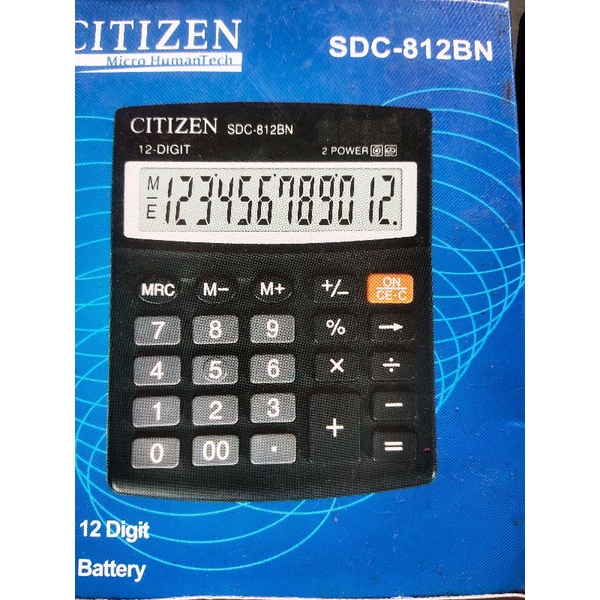 CITIZEN
Micro HumanTech
SDC-812BN
CITIZEN SDC-812BN
12-DIGIT 2 POWER
M
E
123456789012.
MRC M− M+ +/− ON
CE·C
7 8 9 % →
4 5 6 × ÷
1 2 3 + −
0 00 · =
12 Digit
Battery